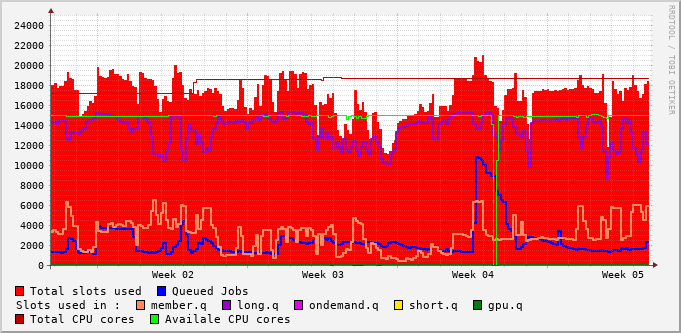 24000
22000
20000
18000
16000
14000
12000
10000
8000
6000
4000
2000
0
Week 02 Week 03 Week 04 Week 05
RRDTOOL / TOBI OETIKER
Total slots used Queued Jobs
Slots used in : member.q long.q ondemand.q short.q gpu.q
Total CPU cores Availale CPU cores